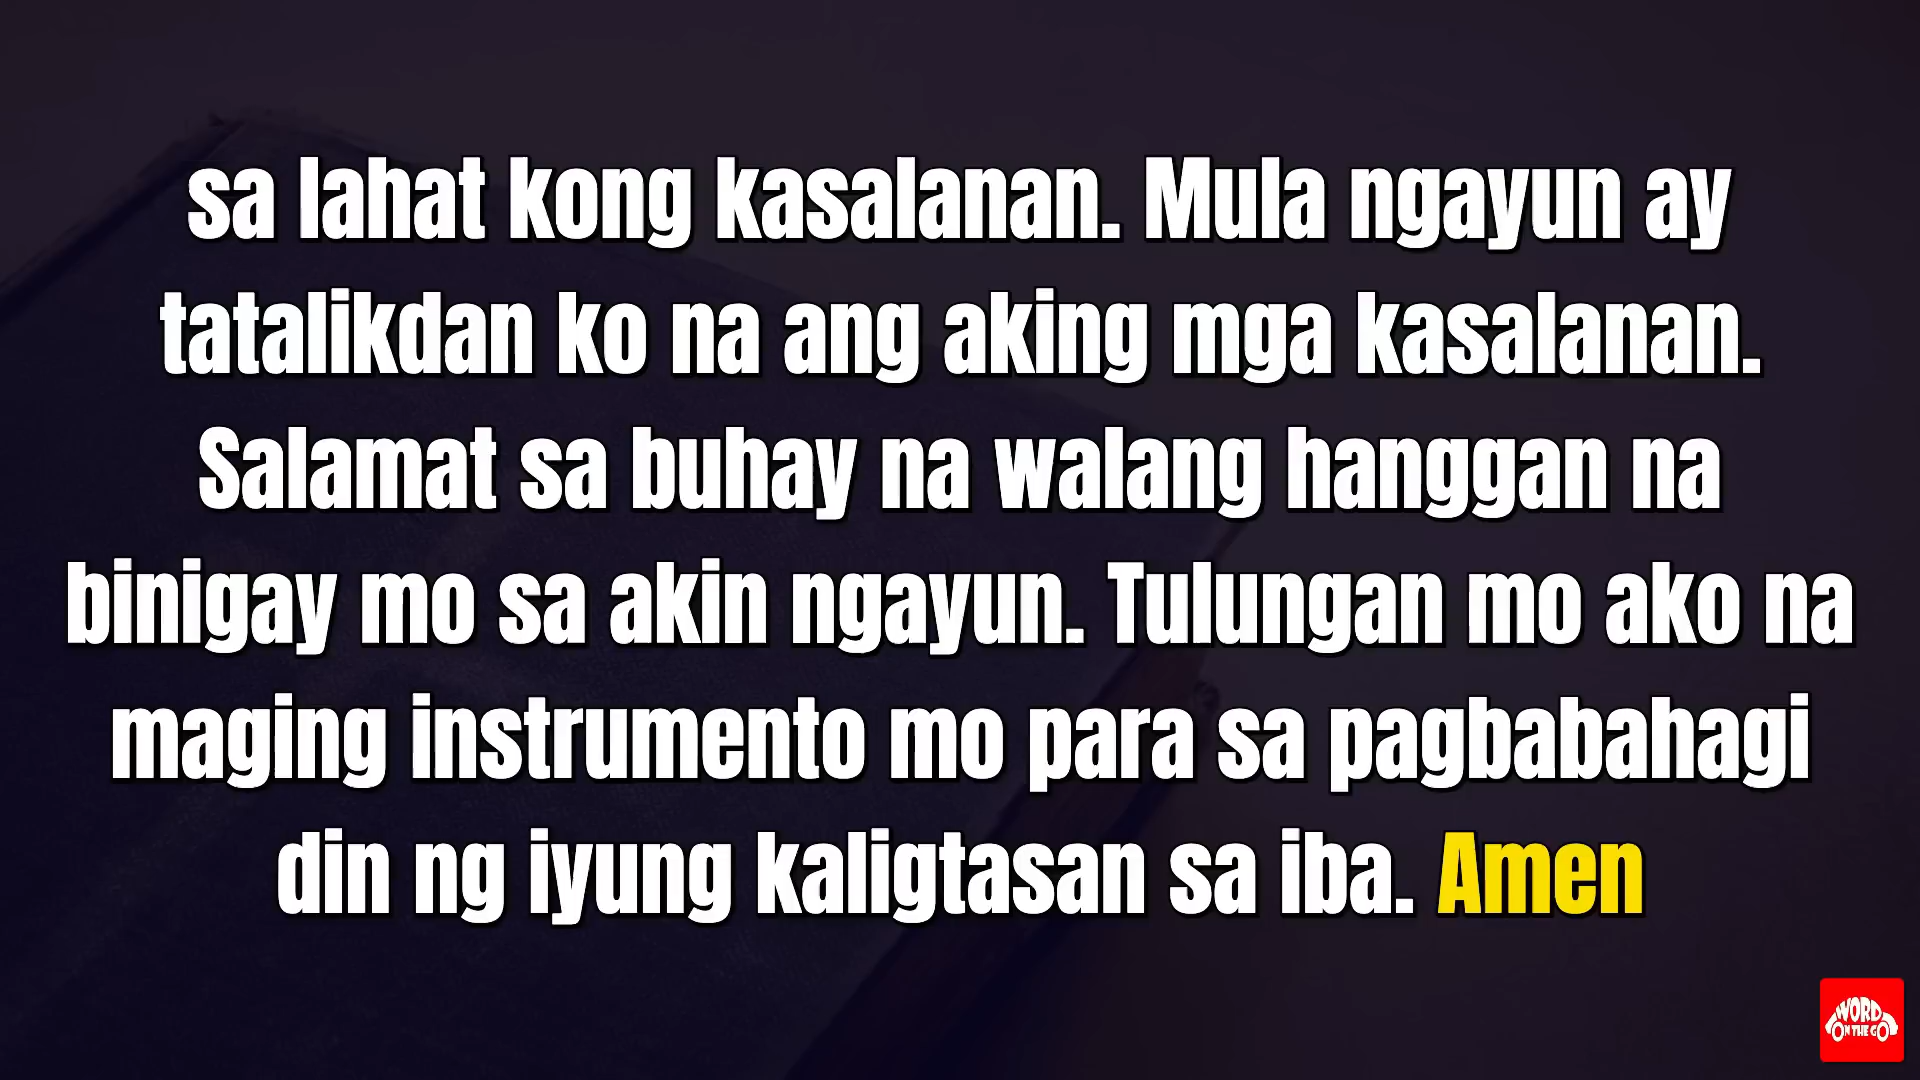 sa lahat kong kasalanan. Mula ngayun ay
tatalikdan ko na ang aking mga kasalanan.
Salamat sa buhay na walang hanggan na
binigay mo sa akin ngayun. Tulungan mo ako na
maging instrumento mo para sa pagbabahagi
din ng iyung kaligtasan sa iba. Amen
WORD
ON THE GO